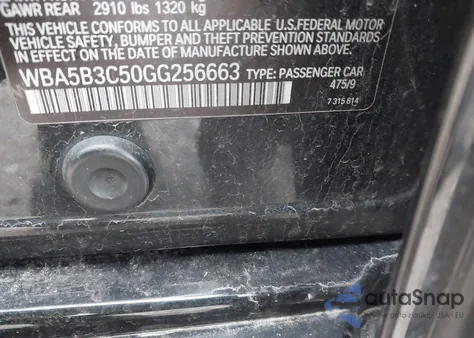 GAWR REAR 2910 lbs 1320 kg
THIS VEHICLE CONFORMS TO ALL APPLICABLE U.S.FEDERAL MOTOR
VEHICLE SAFETY, BUMPER AND THEFT PREVENTION STANDARDS
IN EFFECT ON THE DATE OF MANUFACTURE SHOWN ABOVE.
WBA5B3C50GG256663 TYPE: PASSENGER CAR
475/9
7 315 814
autoSnap